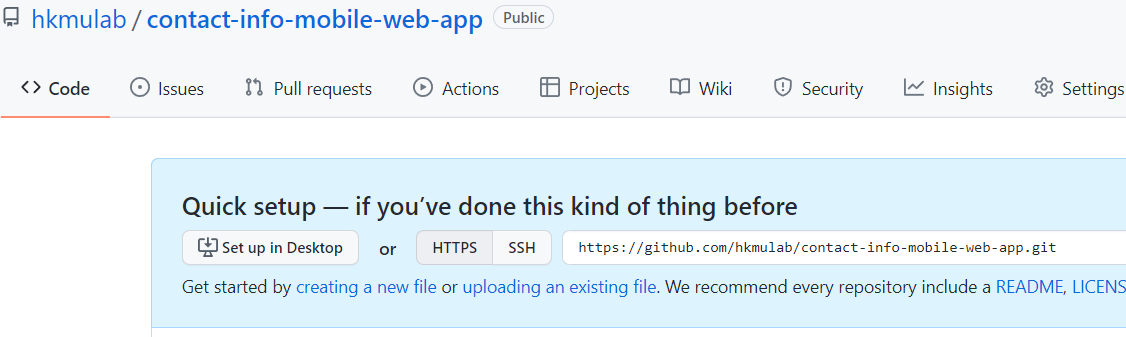 hkmulab / contact-info-mobile-web-app Public
Code Issues Pull requests Actions Projects Wiki Security Insights Settings
Quick setup — if you’ve done this kind of thing before
Set up in Desktop or HTTPS SSH https://github.com/hkmulab/contact-info-mobile-web-app.git
Get started by creating a new file or uploading an existing file. We recommend every repository include a README, LICENS